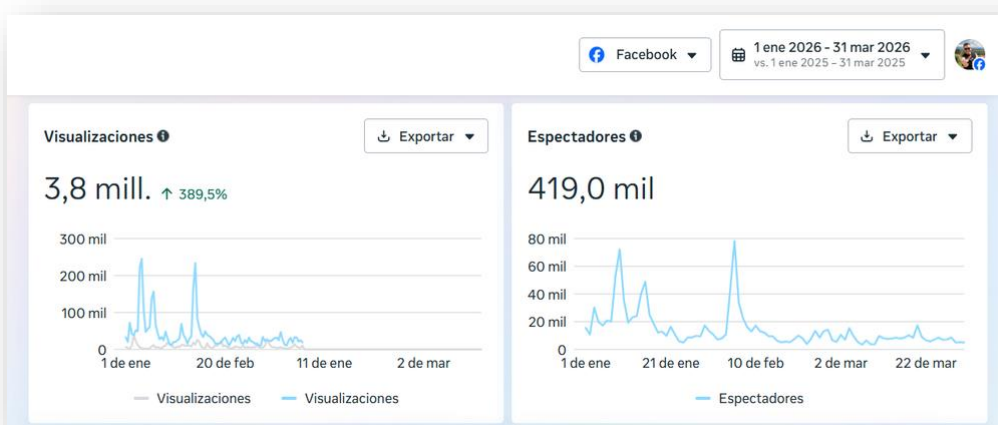 Facebook
1 ene 2026 - 31 mar 2026
vs. 1 ene 2025 - 31 mar 2025
Visualizaciones
Exportar
3,8 mill. ↑ 389,5%
300 mil
200 mil
100 mil
0
1 de ene 20 de feb 11 de ene 2 de mar
Visualizaciones Visualizaciones
Espectadores
Exportar
419,0 mil
80 mil
60 mil
40 mil
20 mil
0
1 de ene 21 de ene 10 de feb 2 de mar 22 de mar
Espectadores